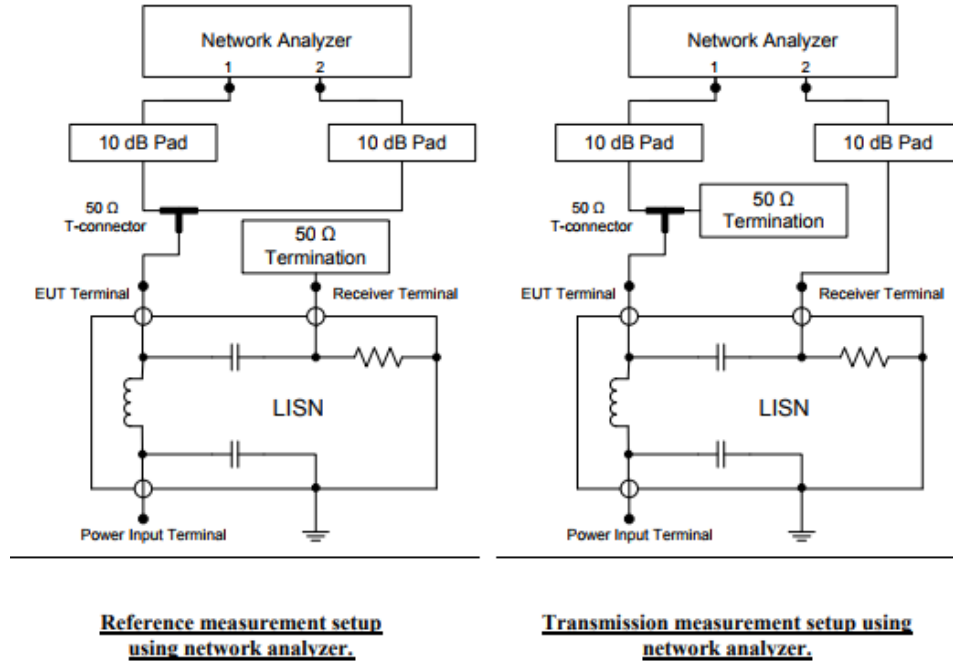 Network Analyzer
1 2
10 dB Pad
10 dB Pad
50 Ω
T-connector
50 Ω
Termination
EUT Terminal
Receiver Terminal
LISN
Power Input Terminal
Reference measurement setup
using network analyzer.
Network Analyzer
1 2
10 dB Pad
10 dB Pad
50 Ω
T-connector
50 Ω
Termination
EUT Terminal
Receiver Terminal
LISN
Power Input Terminal
Transmission measurement setup using
network analyzer.